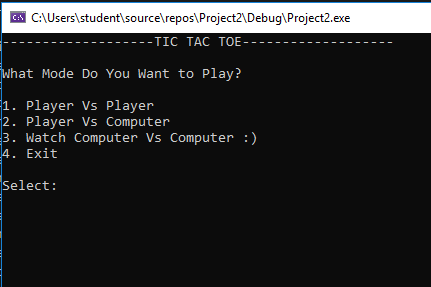 C:\Users\student\source\repos\Project2\Debug\Project2.exe
-------------------TIC TAC TOE-------------------
What Mode Do You Want to Play?
1. Player Vs Player
2. Player Vs Computer
3. Watch Computer Vs Computer :)
4. Exit
Select: